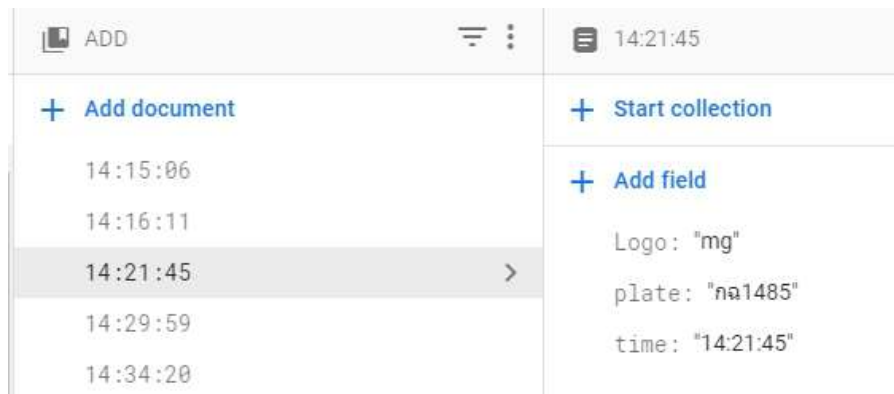 ADD
+ Add document
14:15:06
14:16:11
14:21:45
14:29:59
14:34:20
14:21:45
+ Start collection
+ Add field
Logo: "mg"
plate: "กฉ1485"
time: "14:21:45"